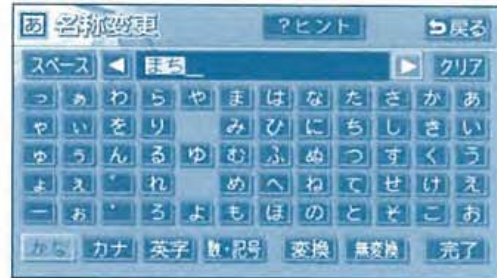 あ 名称変更 ?ヒント 戻る
スペース ◀ まち_ ▶ クリア
っ ぁ わ ら や ま は な た さ か あ
ゃ ぃ を り み ひ に ち し き い
ゅ ぅ ん る ゆ む ふ ぬ つ す く う
ょ ぇ ゛ れ め へ ね て せ け え
ー ぉ ゜ ろ よ も ほ の と そ こ お
かな カナ 英字 数・記号 変換 無変換 完了